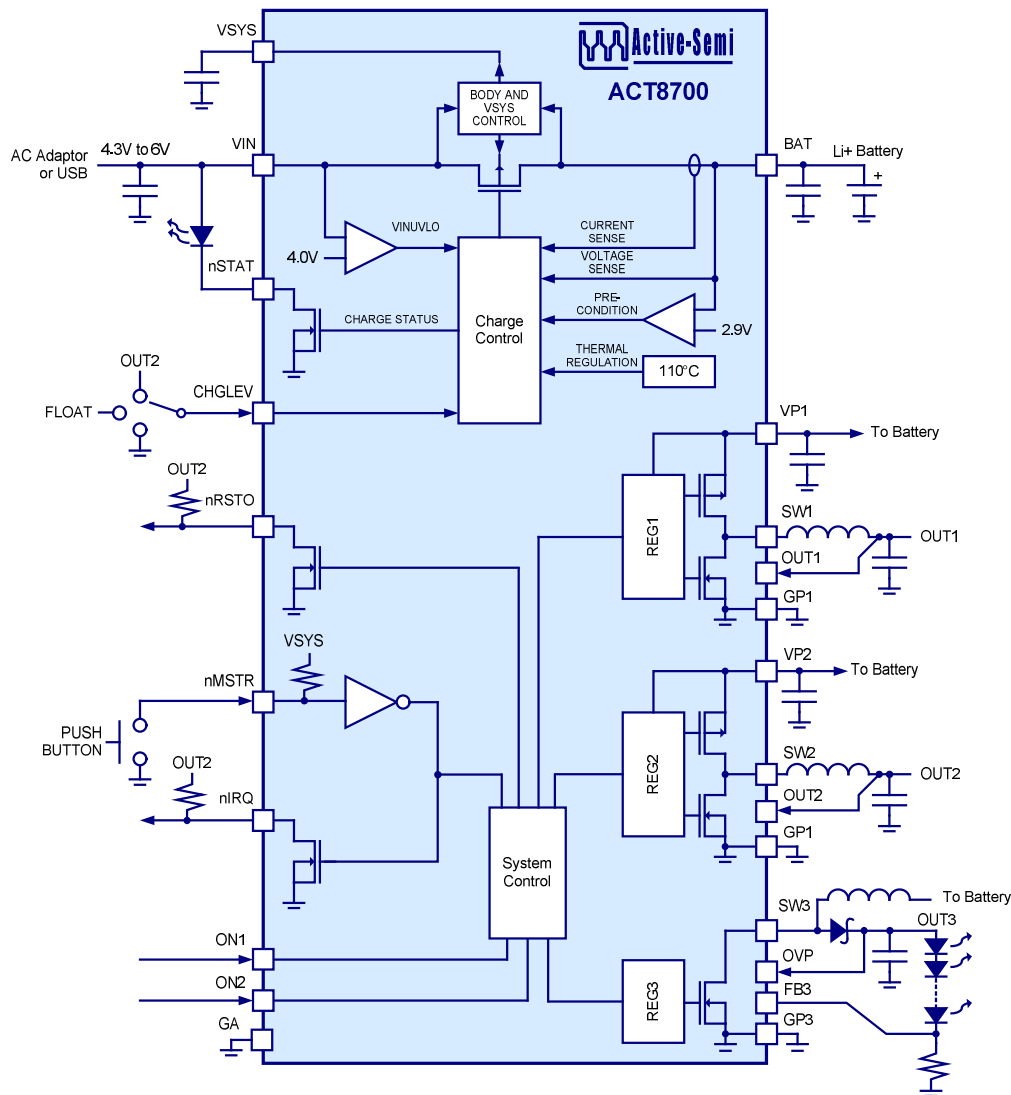 VSYS
Active-Semi
ACT8700
BODY AND
VSYS
CONTROL
AC Adaptor
or USB
4.3V to 6V
VIN
BAT
Li+ Battery
+
VINUVLO
4.0V
CURRENT
SENSE
VOLTAGE
SENSE
nSTAT
CHARGE STATUS
Charge
Control
PRE-
CONDITION
2.9V
THERMAL
REGULATION
110°C
OUT2
FLOAT
CHGLEV
VP1
To Battery
OUT2
nRSTO
REG1
SW1
OUT1
OUT1
GP1
VSYS
nMSTR
PUSH
BUTTON
VP2
To Battery
OUT2
nIRQ
REG2
SW2
OUT2
OUT2
GP1
System
Control
SW3
To Battery
OUT3
ON1
OVP
ON2
REG3
FB3
GA
GP3